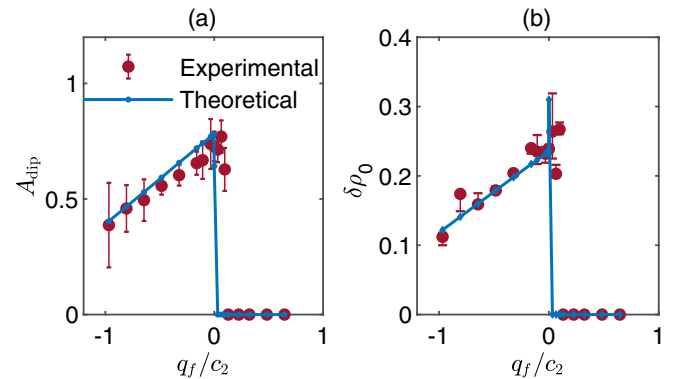 (a)
1
0.5
0
-1
0
1
A_dip
q_f/c_2
Experimental
Theoretical
(b)
0.4
0.3
0.2
0.1
0
-1
0
1
δρ_0
q_f/c_2